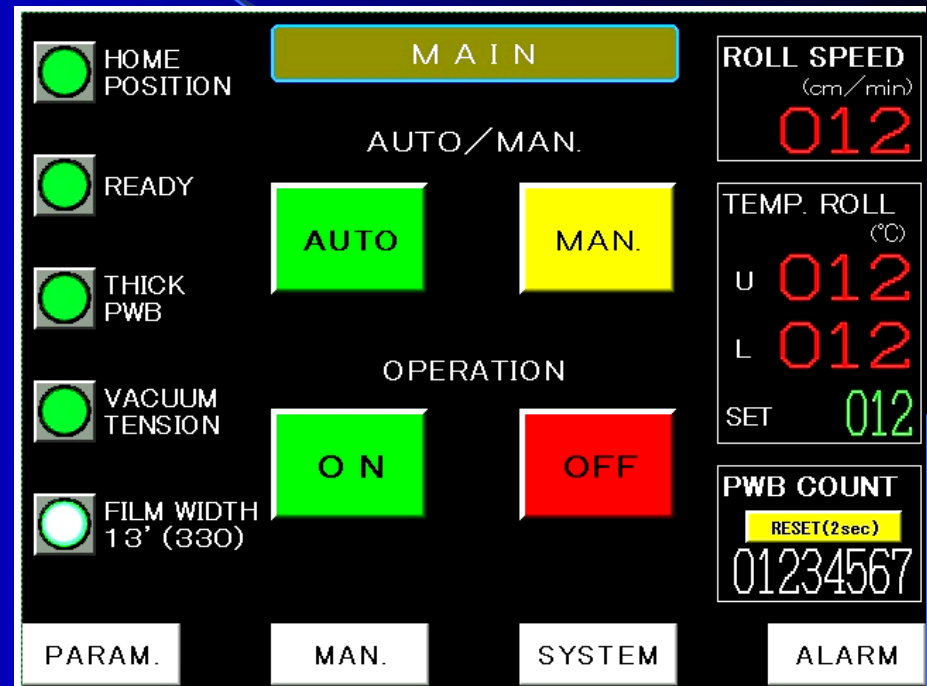 MAIN
HOME
POSITION
READY
THICK
PWB
VACUUM
TENSION
FILM WIDTH
13'(330)
AUTO/MAN.
AUTO
MAN.
OPERATION
ON
OFF
ROLL SPEED
(cm/min)
012
TEMP. ROLL
(℃)
U 012
L 012
SET 012
PWB COUNT
RESET(2sec)
01234567
PARAM.
MAN.
SYSTEM
ALARM